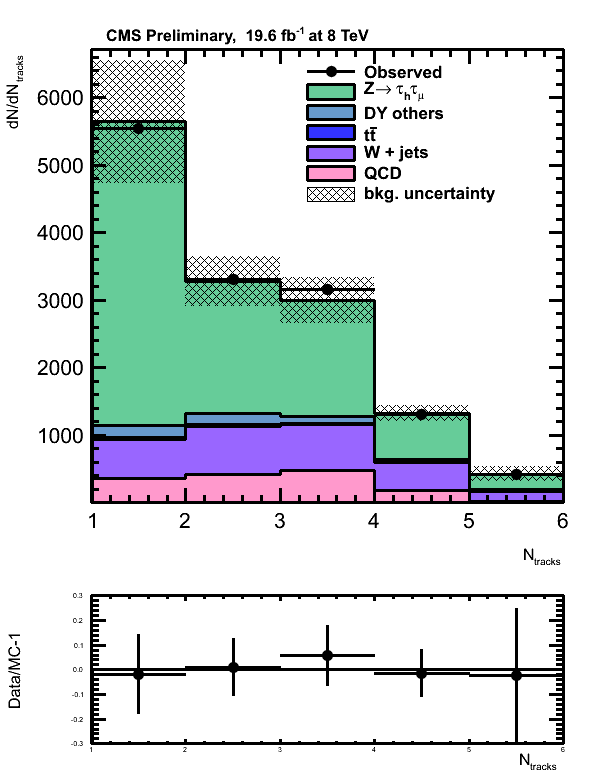 CMS Preliminary, 19.6 fb⁻¹ at 8 TeV
dN/dN_tracks
6000
5000
4000
3000
2000
1000
Observed
Z→ τ_hτ_μ
DY others
tt̄
W + jets
QCD
bkg. uncertainty
1 2 3 4 5 6
N_tracks
Data/MC-1
0.3
0.2
0.1
0.0
-0.1
-0.2
-0.3
1 2 3 4 5 6
N_tracks